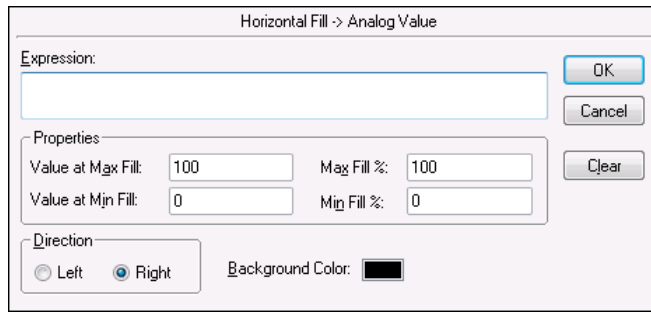 Horizontal Fill -> Analog Value
Expression:
OK
Cancel
Properties
Value at Max Fill: 100 Max Fill %: 100
Clear
Value at Min Fill: 0 Min Fill %: 0
Direction
Left Right
Background Color: